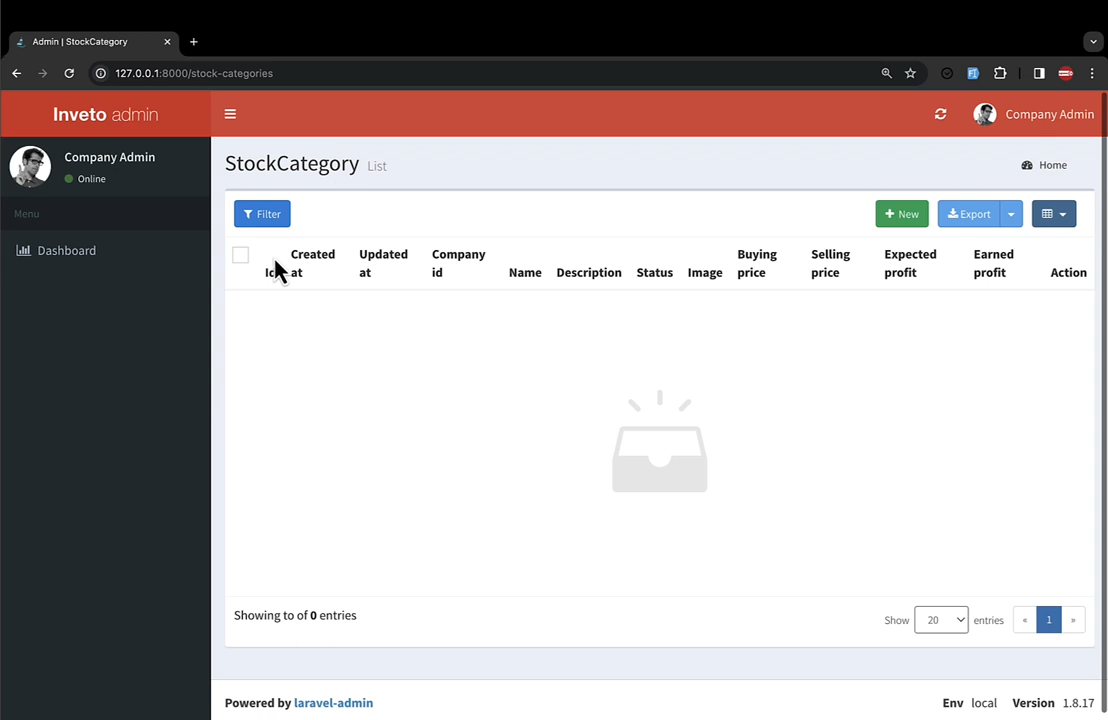 Admin | StockCategory
127.0.0.1:8000/stock-categories
Inveto admin
Company Admin
Company Admin
Online
Menu
Dashboard
StockCategory List
Home
Filter
New
Export
Created at
Updated at
Company id
Name
Description
Status
Image
Buying price
Selling price
Expected profit
Earned profit
Action
Showing to of 0 entries
Show 20 entries
« 1 »
Powered by laravel-admin
Env local Version 1.8.17